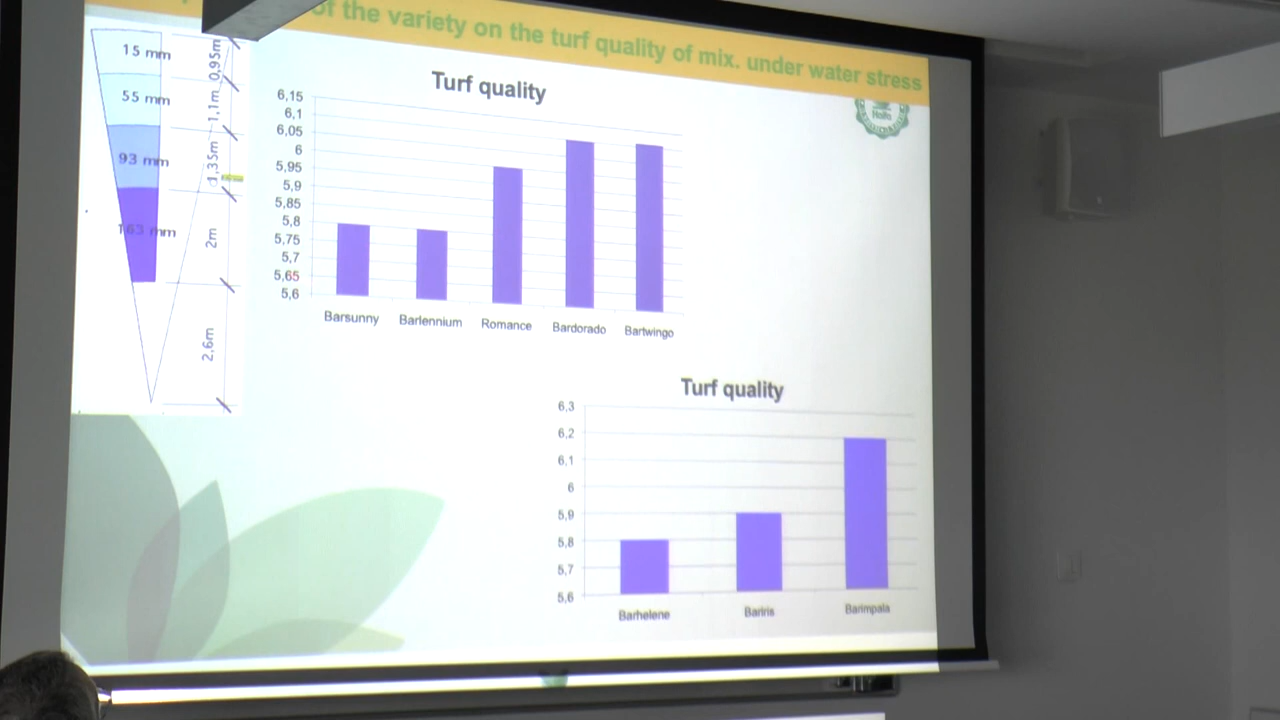 of the variety on the turf quality of mix. under water stress
15 mm
55 mm
93 mm
163 mm
0,95m
1,1m
1,35m
2m
2,6m
Turf quality
6,15
6,1
6,05
6
5,95
5,9
5,85
5,8
5,75
5,7
5,65
5,6
Barsunny Barlennium Romance Bardorado Bartwingo
Turf quality
6,3
6,2
6,1
6
5,9
5,8
5,7
5,6
Barhelene Bariris Barimpala